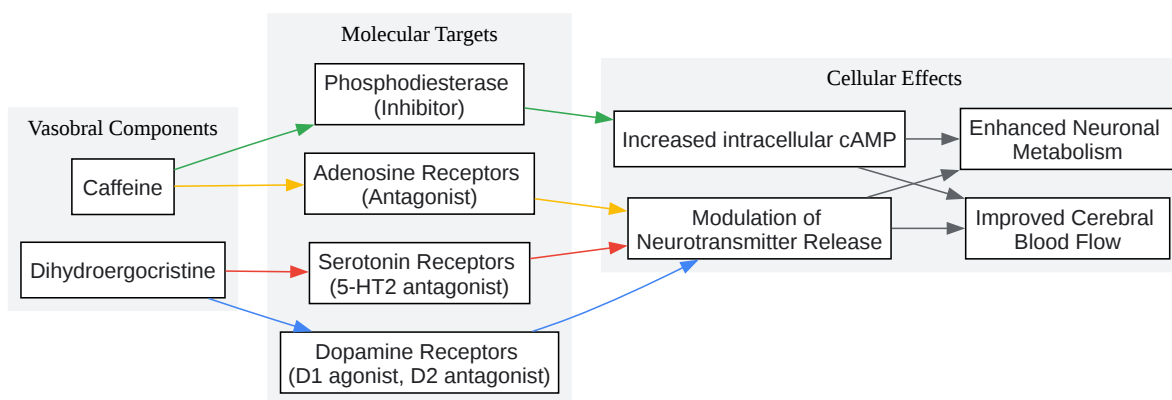 Vasobral Components
Caffeine
Dihydroergocristine
Molecular Targets
Phosphodiesterase
(Inhibitor)
Adenosine Receptors
(Antagonist)
Serotonin Receptors
(5-HT2 antagonist)
Dopamine Receptors
(D1 agonist, D2 antagonist)
Cellular Effects
Increased intracellular cAMP
Modulation of
Neurotransmitter Release
Enhanced Neuronal
Metabolism
Improved Cerebral
Blood Flow